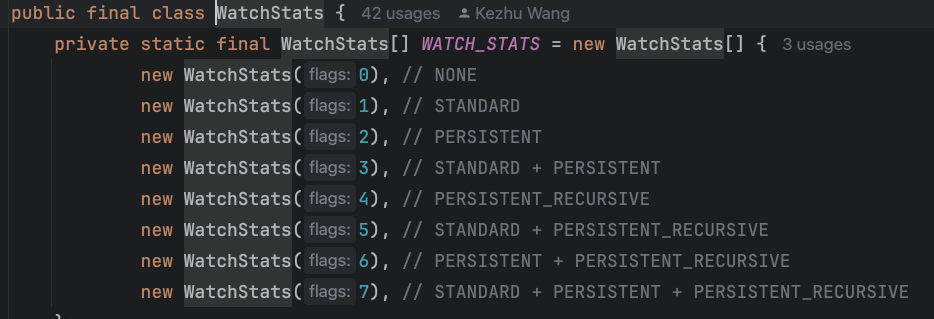 public final class WatchStats { 42 usages Kezhu Wang
private static final WatchStats[] WATCH_STATS = new WatchStats[] { 3 usages
new WatchStats( flags: 0), // NONE
new WatchStats( flags: 1), // STANDARD
new WatchStats( flags: 2), // PERSISTENT
new WatchStats( flags: 3), // STANDARD + PERSISTENT
new WatchStats( flags: 4), // PERSISTENT_RECURSIVE
new WatchStats( flags: 5), // STANDARD + PERSISTENT_RECURSIVE
new WatchStats( flags: 6), // PERSISTENT + PERSISTENT_RECURSIVE
new WatchStats( flags: 7), // STANDARD + PERSISTENT + PERSISTENT_RECURSIVE